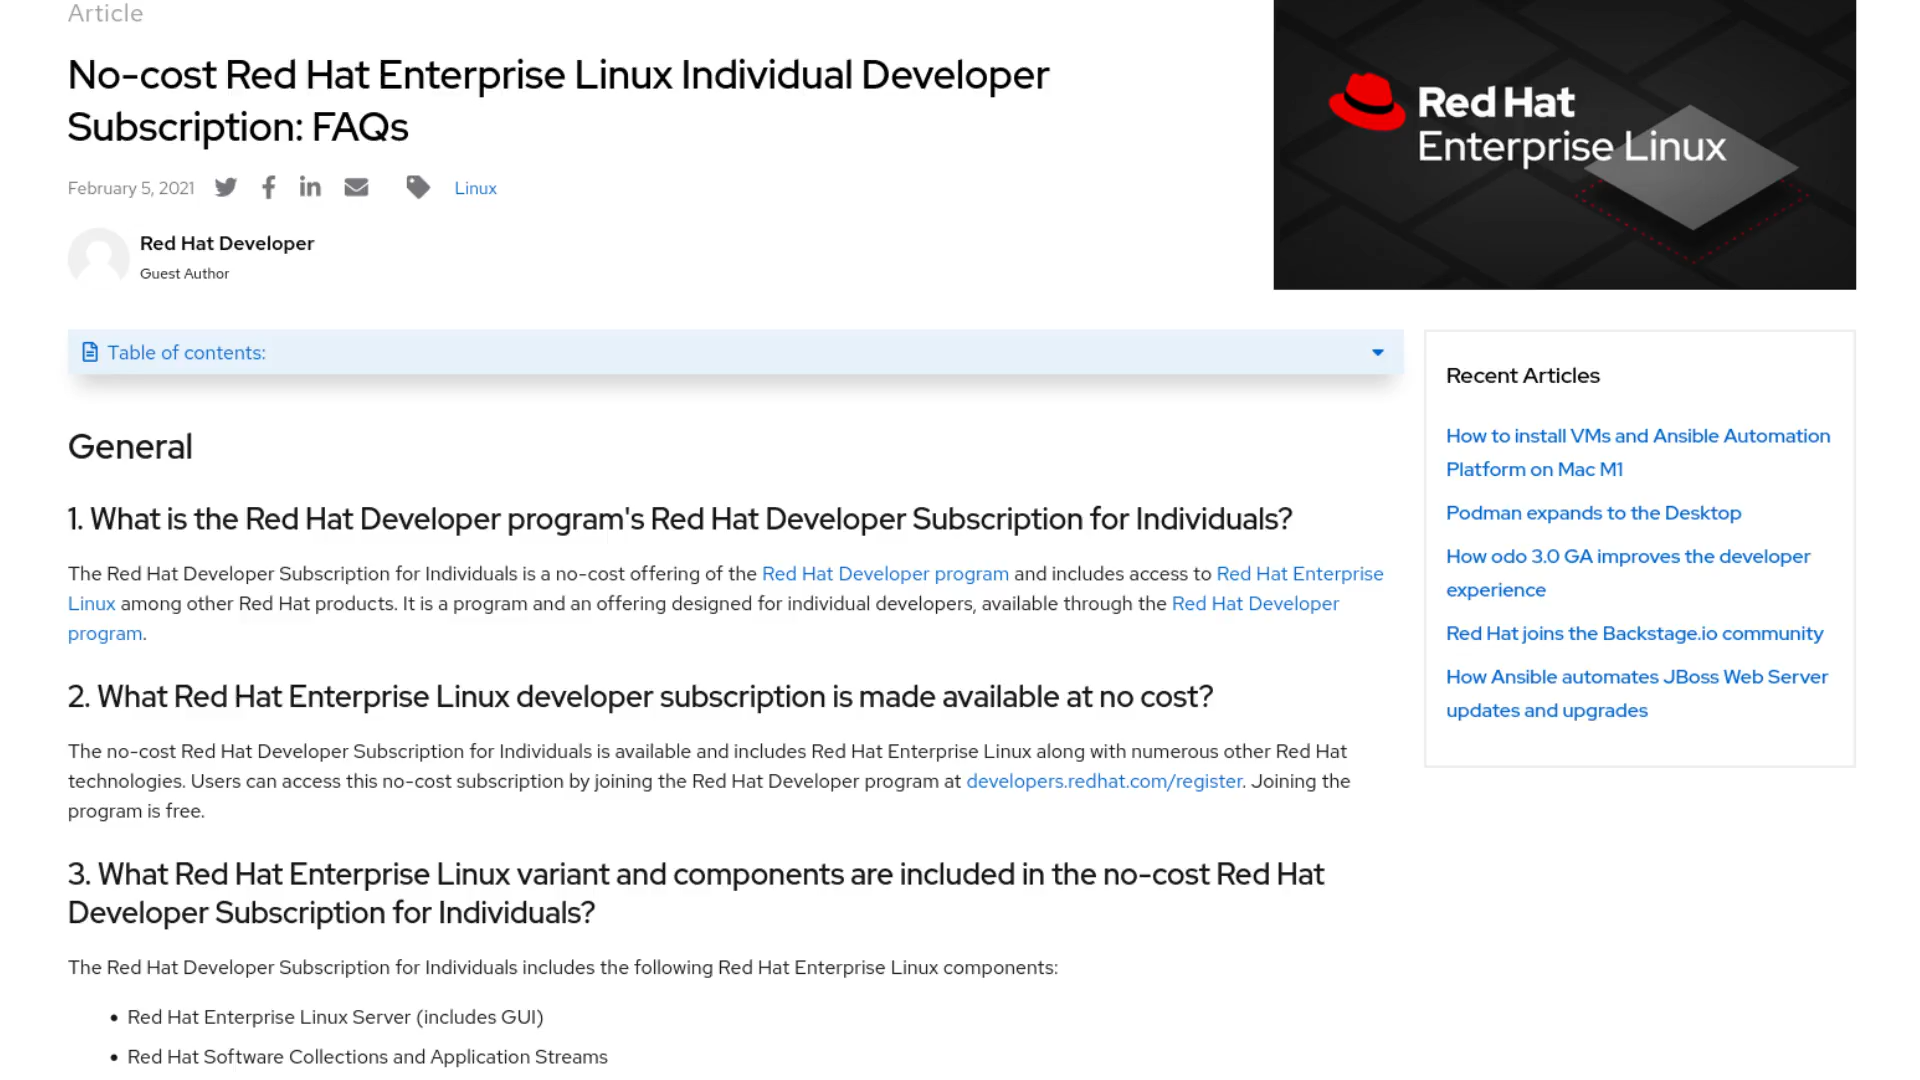 Article
No-cost Red Hat Enterprise Linux Individual Developer
Subscription: FAQs
February 5, 2021
Linux
Red Hat Developer
Guest Author
Red Hat
Enterprise Linux
Table of contents:
General
1. What is the Red Hat Developer program's Red Hat Developer Subscription for Individuals?
The Red Hat Developer Subscription for Individuals is a no-cost offering of the Red Hat Developer program and includes access to Red Hat Enterprise
Linux among other Red Hat products. It is a program and an offering designed for individual developers, available through the Red Hat Developer
program.
2. What Red Hat Enterprise Linux developer subscription is made available at no cost?
The no-cost Red Hat Developer Subscription for Individuals is available and includes Red Hat Enterprise Linux along with numerous other Red Hat
technologies. Users can access this no-cost subscription by joining the Red Hat Developer program at developers.redhat.com/register. Joining the
program is free.
3. What Red Hat Enterprise Linux variant and components are included in the no-cost Red Hat
Developer Subscription for Individuals?
The Red Hat Developer Subscription for Individuals includes the following Red Hat Enterprise Linux components:
• Red Hat Enterprise Linux Server (includes GUI)
• Red Hat Software Collections and Application Streams
Recent Articles
How to install VMs and Ansible Automation
Platform on Mac M1
Podman expands to the Desktop
How odo 3.0 GA improves the developer
experience
Red Hat joins the Backstage.io community
How Ansible automates JBoss Web Server
updates and upgrades